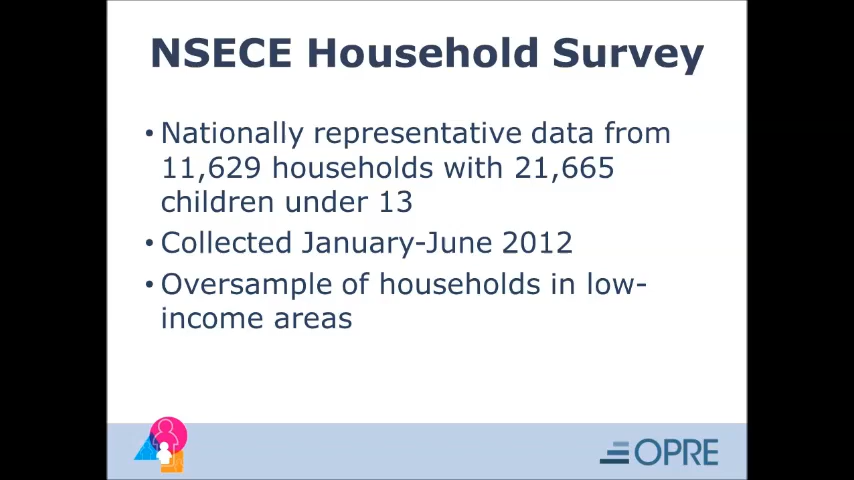 NSECE Household Survey
• Nationally representative data from
11,629 households with 21,665
children under 13
• Collected January-June 2012
• Oversample of households in low-
income areas
OPRE